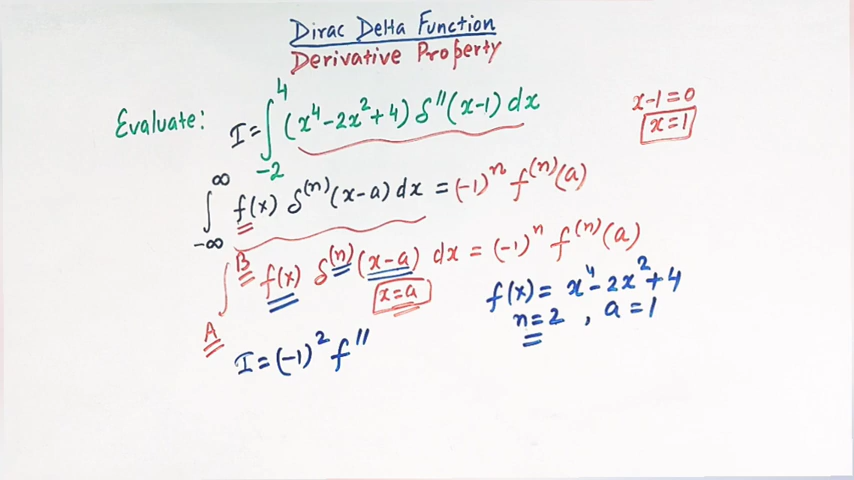 Dirac Delta Function
Derivative Property
Evaluate: I = ∫_{-2}^{4} (x⁴ - 2x² + 4) δ''(x-1) dx
x-1=0
x=1
∫_{-∞}^{∞} f(x) δ⁽ⁿ⁾(x-a) dx = (-1)ⁿ f⁽ⁿ⁾(a)
∫_{A}^{B} f(x) δ⁽ⁿ⁾(x-a) dx = (-1)ⁿ f⁽ⁿ⁾(a)
x=a
f(x) = x⁴ - 2x² + 4
n=2 , a=1
I = (-1)² f''